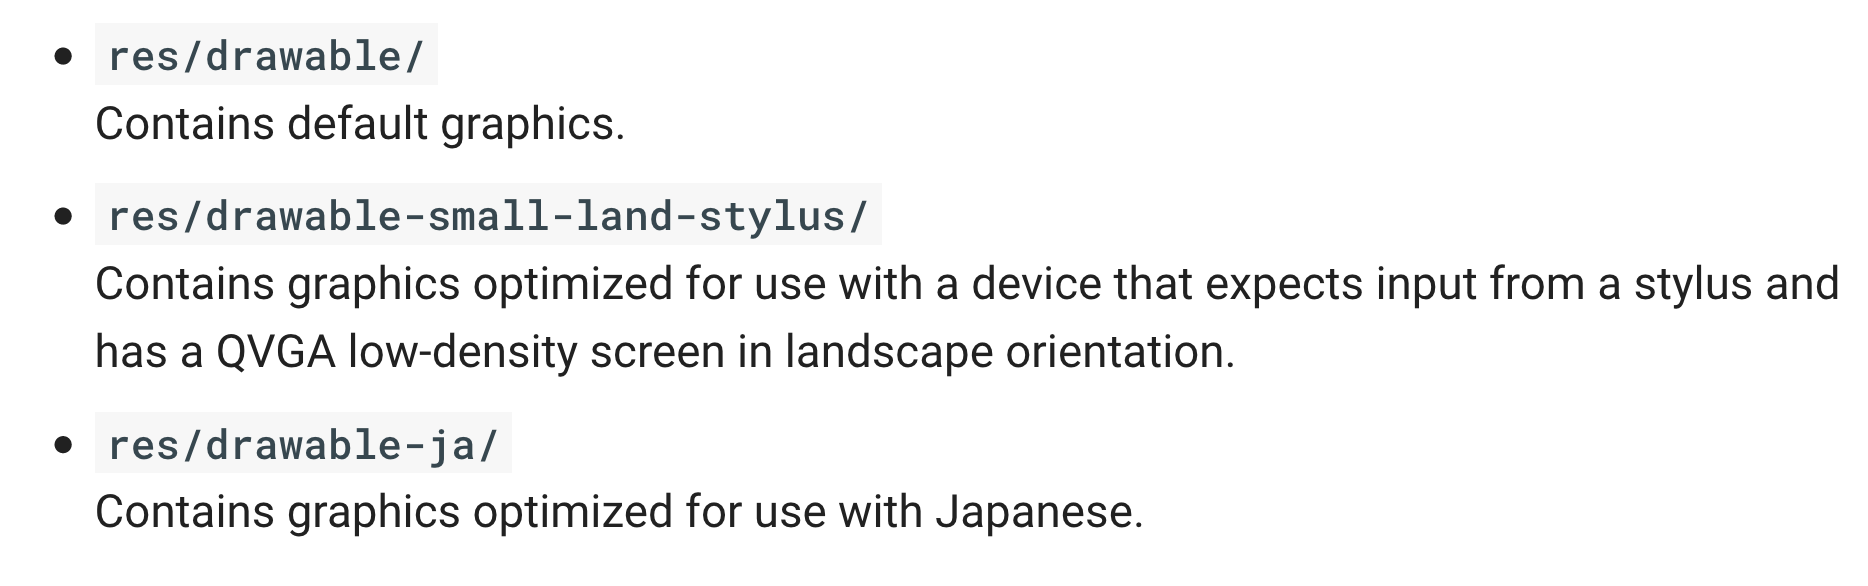 • res/drawable/
Contains default graphics.
• res/drawable-small-land-stylus/
Contains graphics optimized for use with a device that expects input from a stylus and
has a QVGA low-density screen in landscape orientation.
• res/drawable-ja/
Contains graphics optimized for use with Japanese.